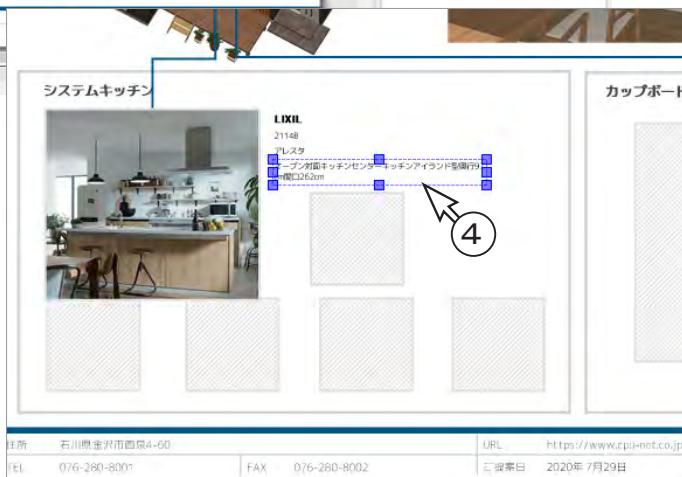 システムキッチン
カップボード
LIXIL
2114B
アレスタ
オープン対面キッチンセンターキッチンアイランド型奥行9
間口262cm
4
住所 石川県金沢市西泉4-60
URL https://www.cpu-net.co.jp
TEL 076-280-8001
FAX 076-280-8002
ご提案日 2020年 7月29日